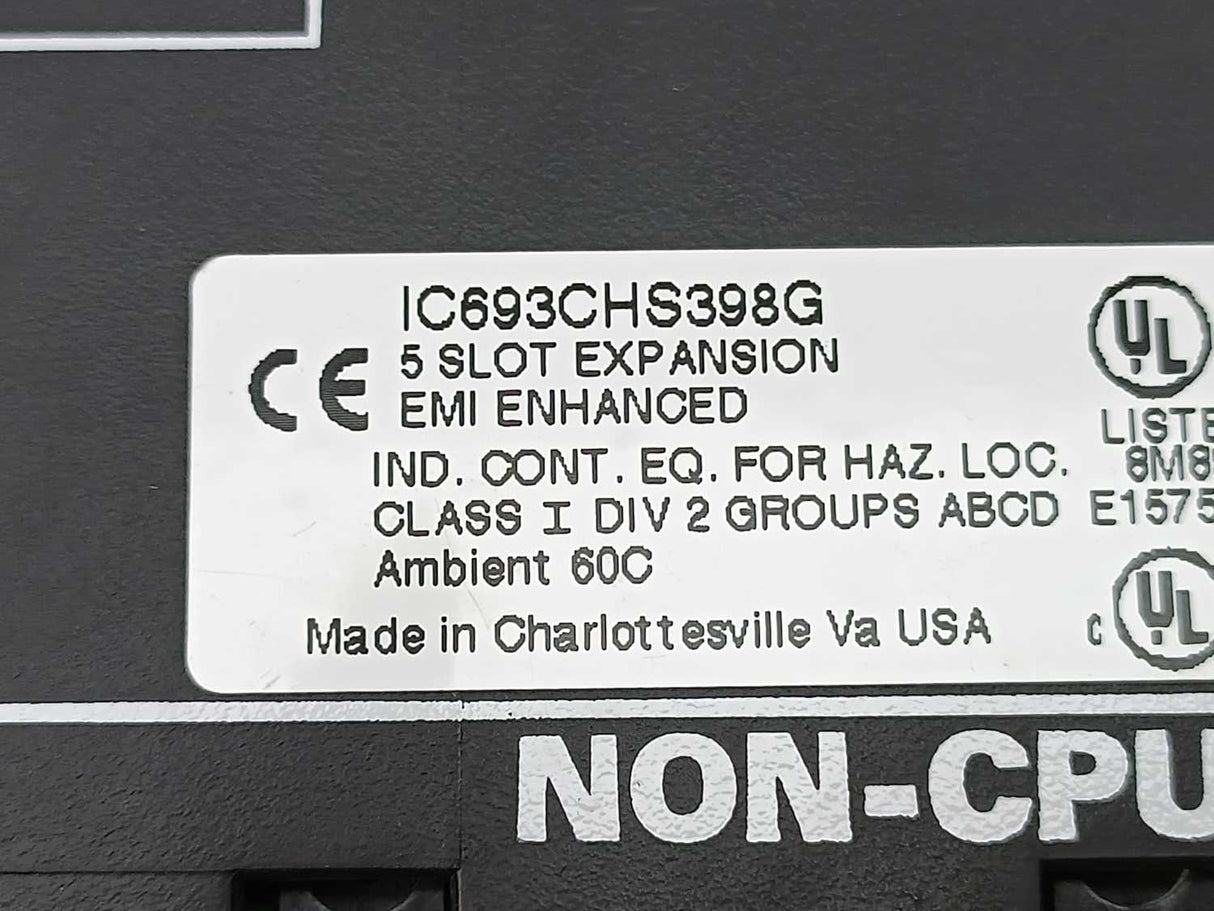 IC693CHS398G
CE 5 SLOT EXPANSION
EMI ENHANCED
IND. CONT. EQ. FOR HAZ. LOC.
CLASS I DIV 2 GROUPS ABCD
Ambient 60C
Made in Charlottesville Va USA
UL
C UL
NON-CPU